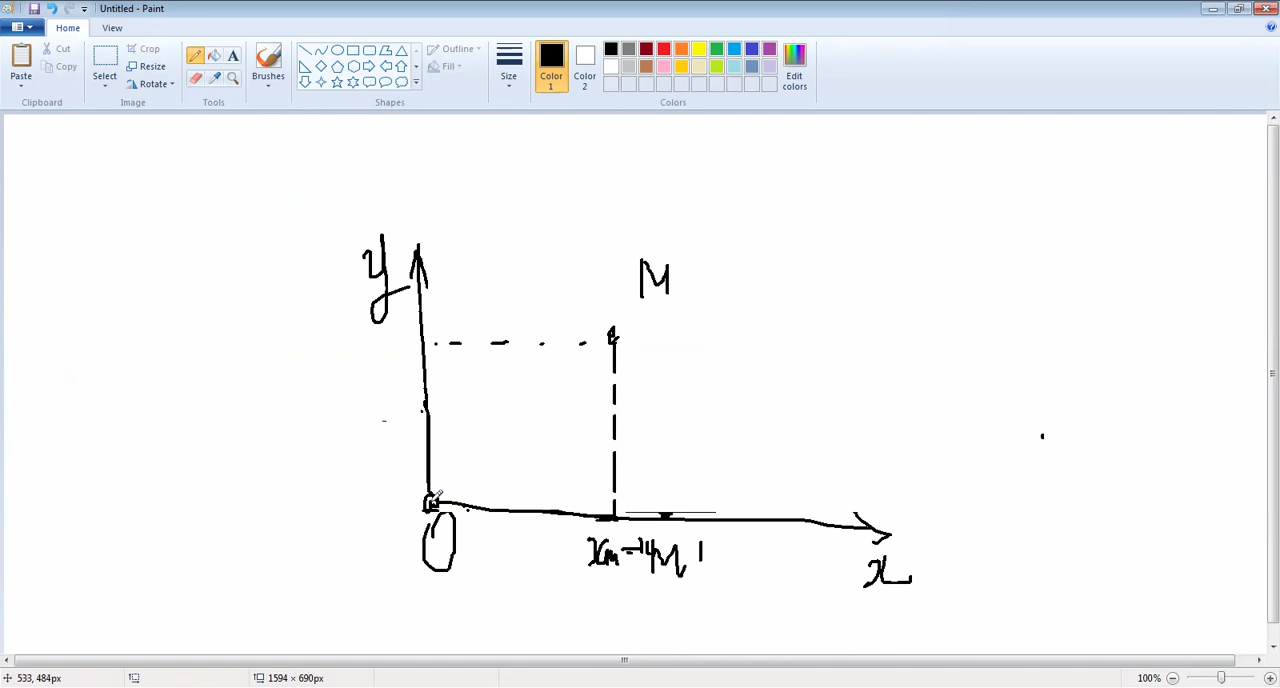 Untitled - Paint
Home
View
Paste
Cut
Copy
Clipboard
Select
Crop
Resize
Rotate
Image
A
Tools
Brushes
Outline
Fill
Shapes
Size
Color
1
Color
2
Edit
colors
Colors
y
M
O
x
533, 484px
1594 × 690px
100%